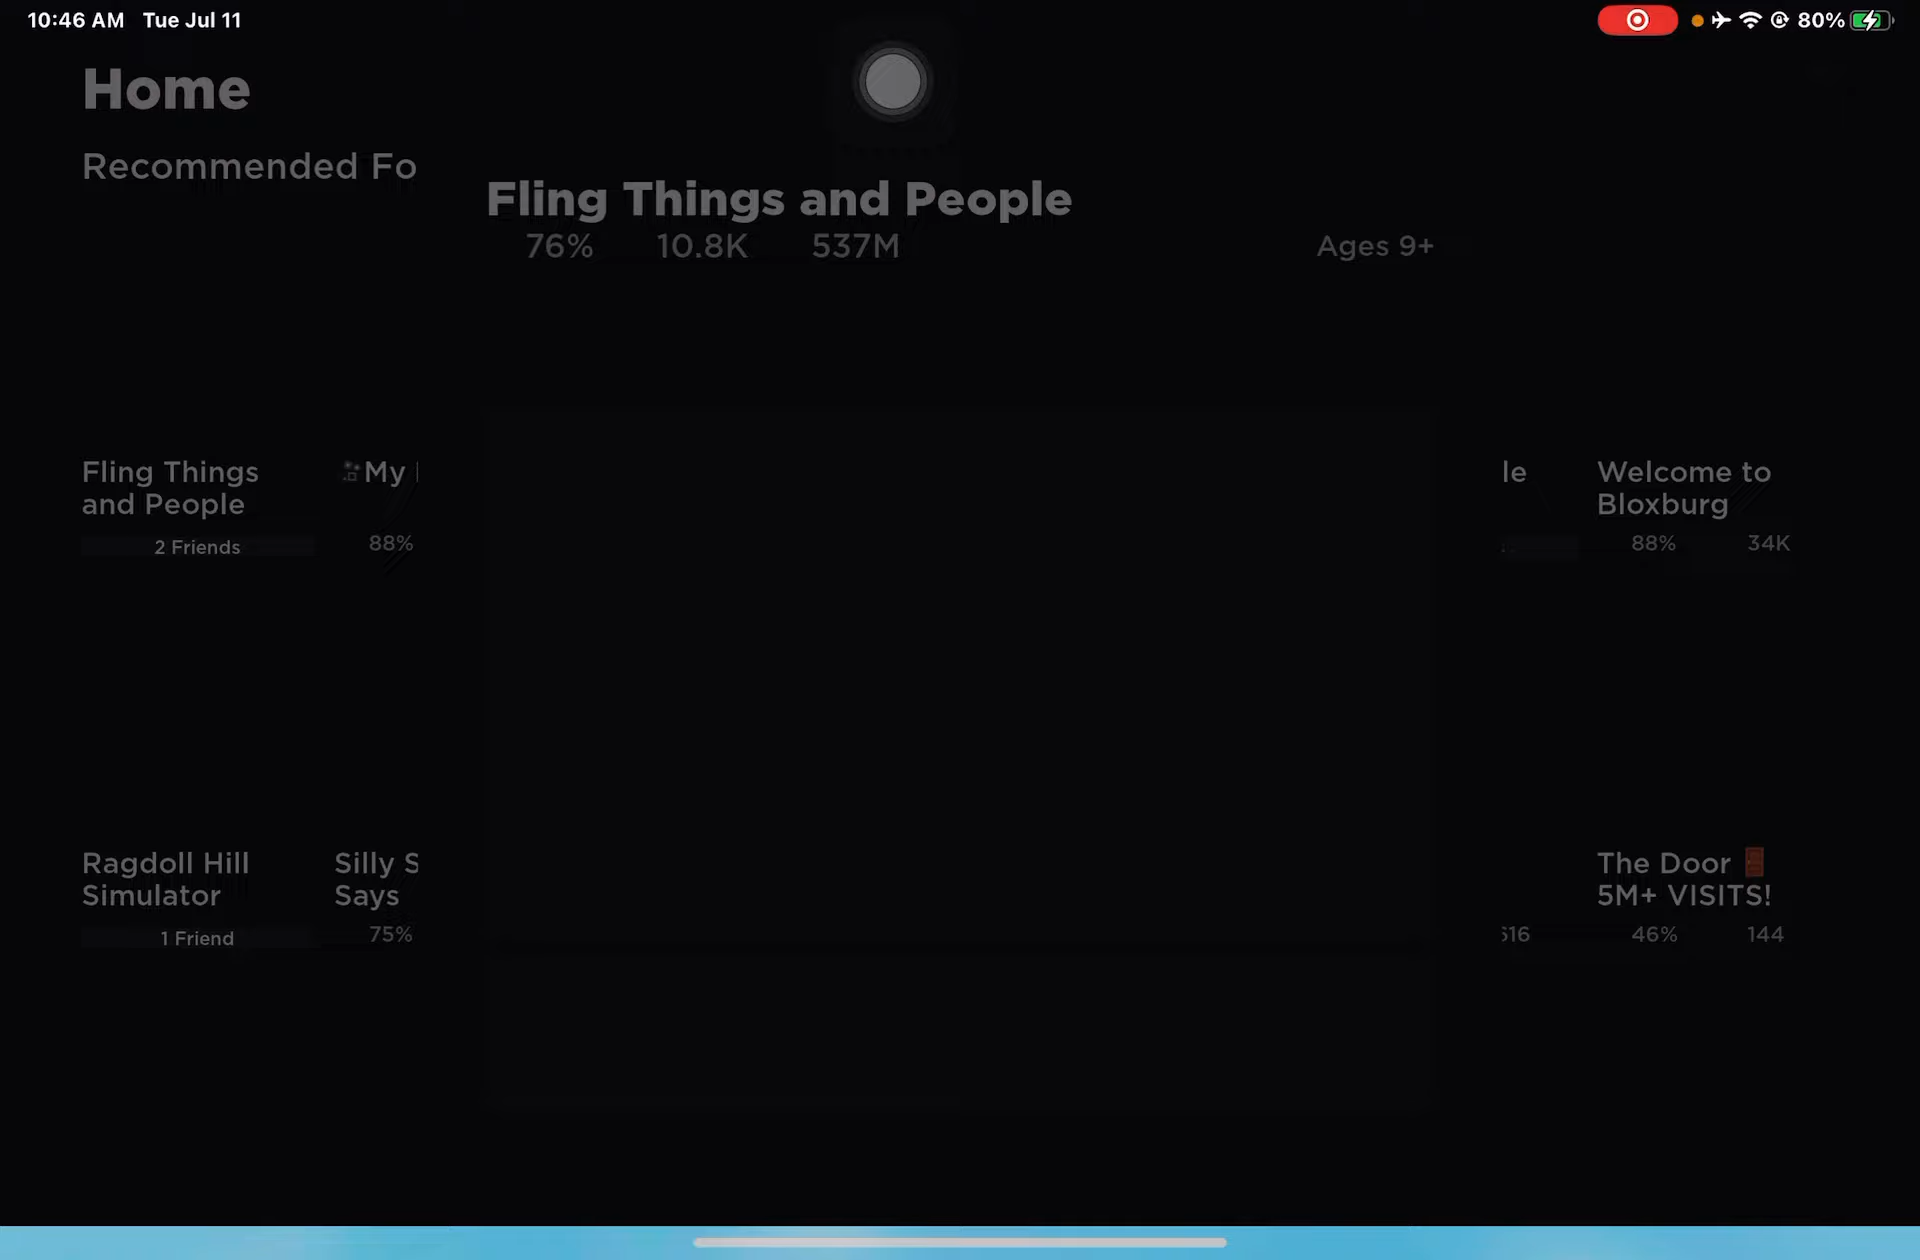 10:46 AM Tue Jul 11
80%
Home
Recommended Fo
Fling Things and People
76% 10.8K 537M Ages 9+
Fling Things
and People
2 Friends
My
88%
le
Welcome to
Bloxburg
88% 34K
Ragdoll Hill
Simulator
1 Friend
Silly S
Says
75%
616
The Door
5M+ VISITS!
46% 144